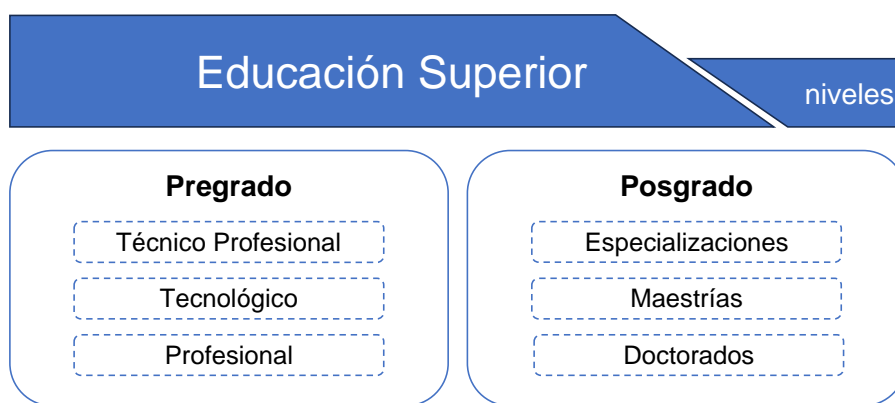 Educación Superior
niveles
Pregrado
Técnico Profesional
Tecnológico
Profesional
Posgrado
Especializaciones
Maestrías
Doctorados